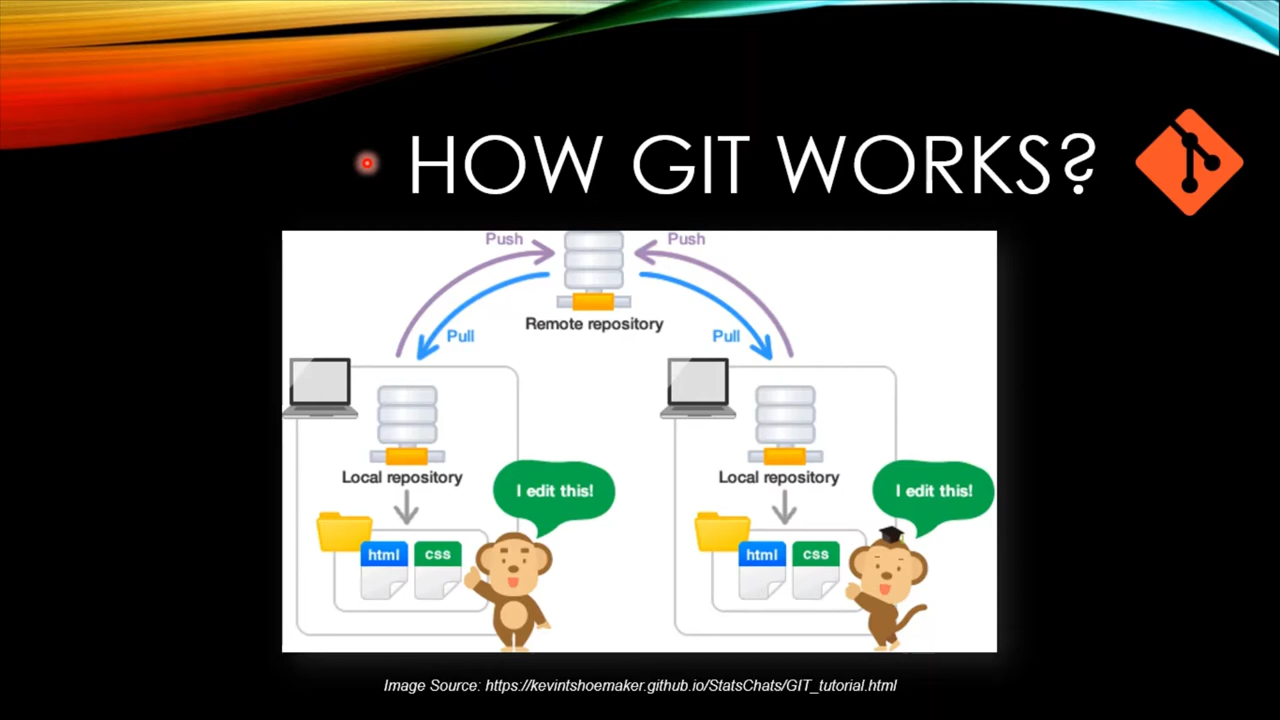 HOW GIT WORKS?
Push
Push
Remote repository
Pull
Pull
Local repository
Local repository
I edit this!
I edit this!
html
css
html
css
Image Source: https://kevintshoemaker.github.io/StatsChats/GIT_tutorial.html